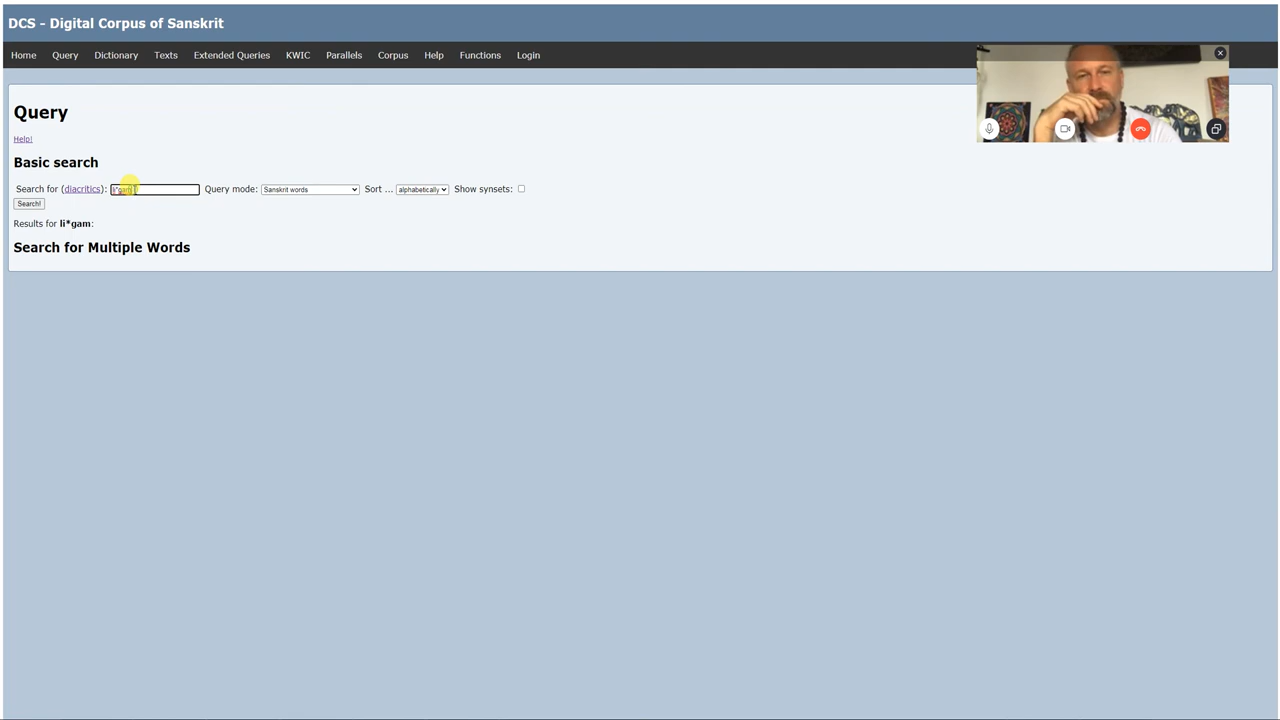 DCS - Digital Corpus of Sanskrit
Home Query Dictionary Texts Extended Queries KWIC Parallels Corpus Help Functions Login
Query
Help!
Basic search
Search for (diacritics): li*gam Query mode: Sanskrit words Sort ... alphabetically Show synsets:
Search!
Results for li*gam:
Search for Multiple Words